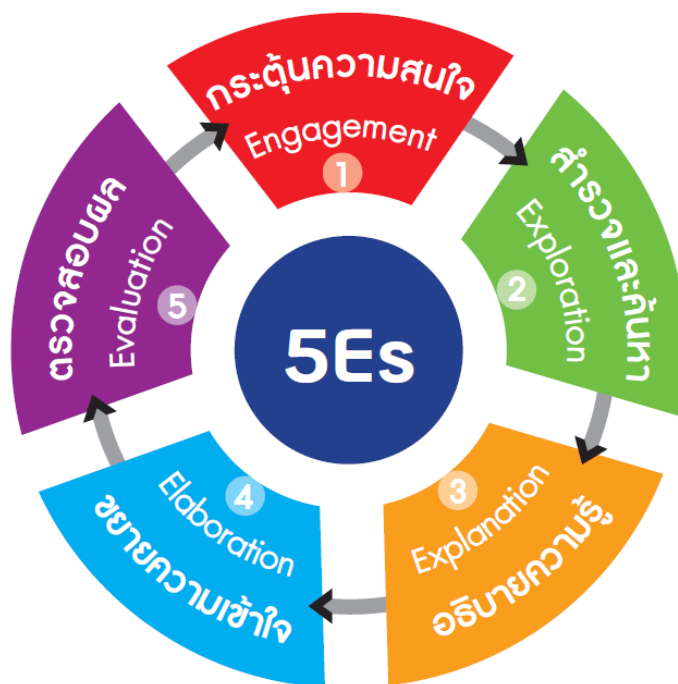 กระตุ้นความสนใจ
Engagement
1
สำรวจและค้นหา
Exploration
2
อธิบายความรู้
Explanation
3
ขยายความเข้าใจ
Elaboration
4
ตรวจสอบผล
Evaluation
5
5Es